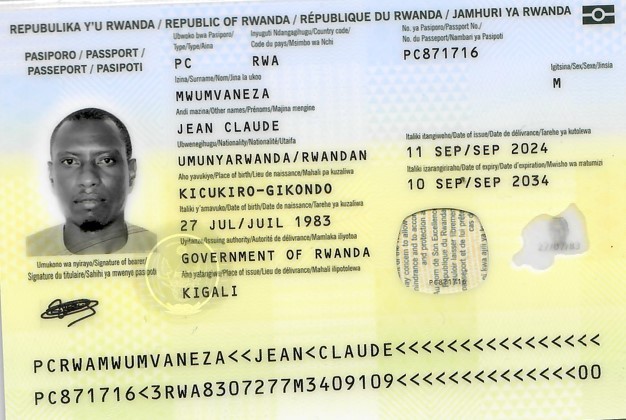 REPUBULIKA Y'U RWANDA / REPUBLIC OF RWANDA / RÉPUBLIQUE DU RWANDA / JAMHURI YA RWANDA
PASIPORO / PASSPORT /
PASSEPORT / PASIPOTI
Ubwoko bwa Pasiporo/
Type/Type/Aina
PC
Inyuguti Ndangagihugu/Country code/
Code du pays/Msimbo wa Nchi
RWA
No. ya Pasiporo/Passport No./
No. du Passeport/Nambari ya Pasipoti
PC871716
Izina/Surname/Nom/Jina la ukoo
MWUMVANEZA
Igitsina/Sex/Sexe/Jinsia
M
Andi mazina/Other names/Prénoms/Majina mengine
JEAN CLAUDE
Ubwenegihugu/Nationality/Nationalité/Utaifa
UMUNYARWANDA/RWANDAN
Italiki itangiweho/Date of issue/Date de délivrance/Tarehe ya kutolewa
11 SEP/SEP 2024
Aho yavukiye/Place of birth/Lieu de naissance/Mahali pa kuzaliwa
KICUKIRO-GIKONDO
Italiki izarangiriraho/Date of expiry/Date d'expiration/Mwisho wa matumizi
10 SEP/SEP 2034
Italiki y'amavuko/Date of birth/Date de naissance/Tarehe ya kuzaliwa
27 JUL/JUIL 1983
Umukono wa nyirayo/Signature of bearer/
Signature du titulaire/Sahihi ya mwenye pasipoti
Issuing authority/Autorité de délivrance/Mamlaka iliyotoa
GOVERNMENT OF RWANDA
Aho yatangiwe/Place of issue/Lieu de délivrance/Mahali ilipotolewa
KIGALI
PC871716
PCRWAMWUMVANEZA<<JEAN<CLAUDE<<<<<<<<<<<<<<<<
PC871716<3RWA8307277M3409109<<<<<<<<<<<<<<00